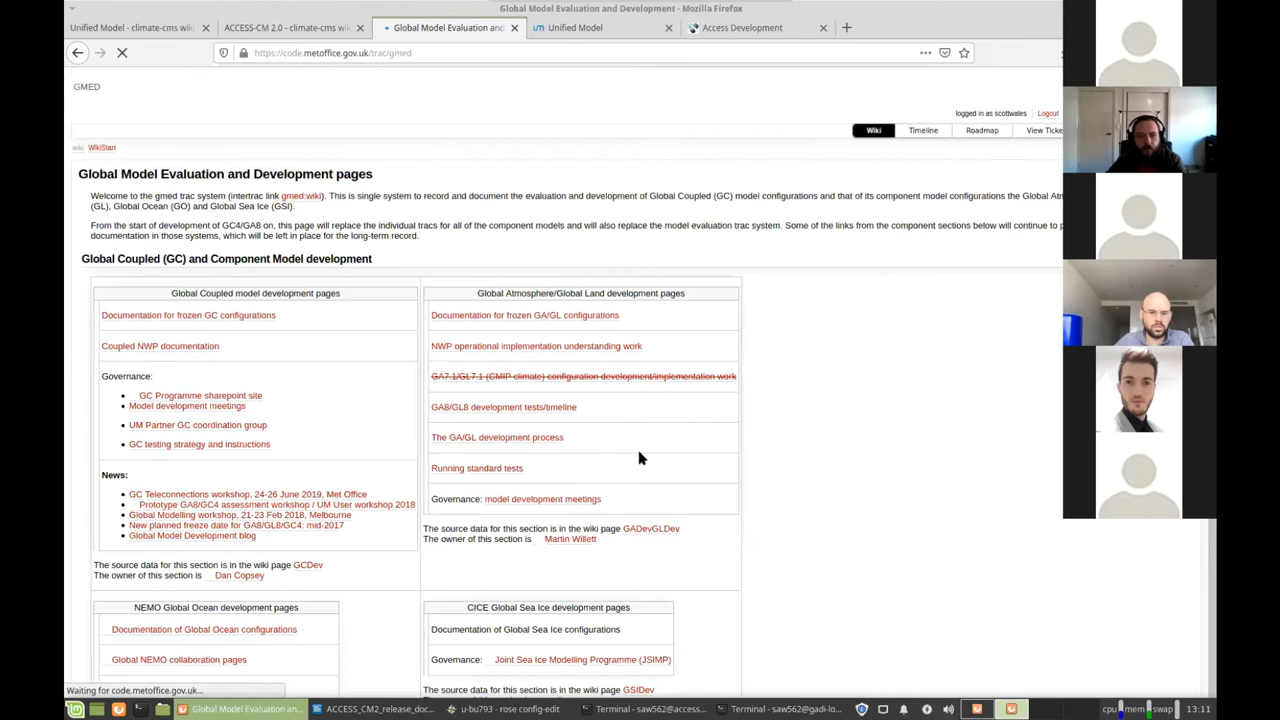 Global Model Evaluation and Development - Mozilla Firefox
Unified Model - climate-cms wiki
ACCESS-CM 2.0 - climate-cms wi
Global Model Evaluation and
Unified Model
Access Development
https://code.metoffice.gov.uk/trac/gmed
GMED
logged in as scottwales Logout
Wiki Timeline Roadmap View Ticke
wiki: WikiStart
Global Model Evaluation and Development pages
Welcome to the gmed trac system (intertrac link gmed:wiki). This is single system to record and document the evaluation and development of Global Coupled (GC) model configurations and that of its component model configurations the Global Atm
(GL), Global Ocean (GO) and Global Sea Ice (GSI).
From the start of development of GC4/GA8 on, this page will replace the individual tracs for all of the component models and will also replace the model evaluation trac system. Some of the links from the component sections below will continue to p
documentation in those systems, which will be left in place for the long-term record.
Global Coupled (GC) and Component Model development
Global Coupled model development pages
Documentation for frozen GC configurations
Coupled NWP documentation
Governance:
GC Programme sharepoint site
Model development meetings
UM Partner GC coordination group
GC testing strategy and instructions
News:
GC Teleconnections workshop, 24-26 June 2019, Met Office
Prototype GA8/GC4 assessment workshop / UM User workshop 2018
Global Modelling workshop, 21-23 Feb 2018, Melbourne
New planned freeze date for GA8/GL8/GC4: mid-2017
Global Model Development blog
The source data for this section is in the wiki page GCDev
The owner of this section is Dan Copsey
Global Atmosphere/Global Land development pages
Documentation for frozen GA/GL configurations
NWP operational implementation understanding work
GA7.1/GL7.1 (CMIP climate) configuration development/implementation work
GA8/GL8 development tests/timeline
The GA/GL development process
Running standard tests
Governance: model development meetings
The source data for this section is in the wiki page GADevGLDev
The owner of this section is Martin Willett
NEMO Global Ocean development pages
Documentation of Global Ocean configurations
Global NEMO collaboration pages
CICE Global Sea Ice development pages
Documentation of Global Sea Ice configurations
Governance: Joint Sea Ice Modelling Programme (JSIMP)
The source data for this section is in the wiki page GSIDev
Waiting for code.metoffice.gov.uk...
Global Model Evaluation an...
ACCESS_CM2_release_doc...
u-bu793 - rose config-edit
Terminal - saw562@access...
Terminal - saw562@gadi-lo...
cpu mem swap 13:11